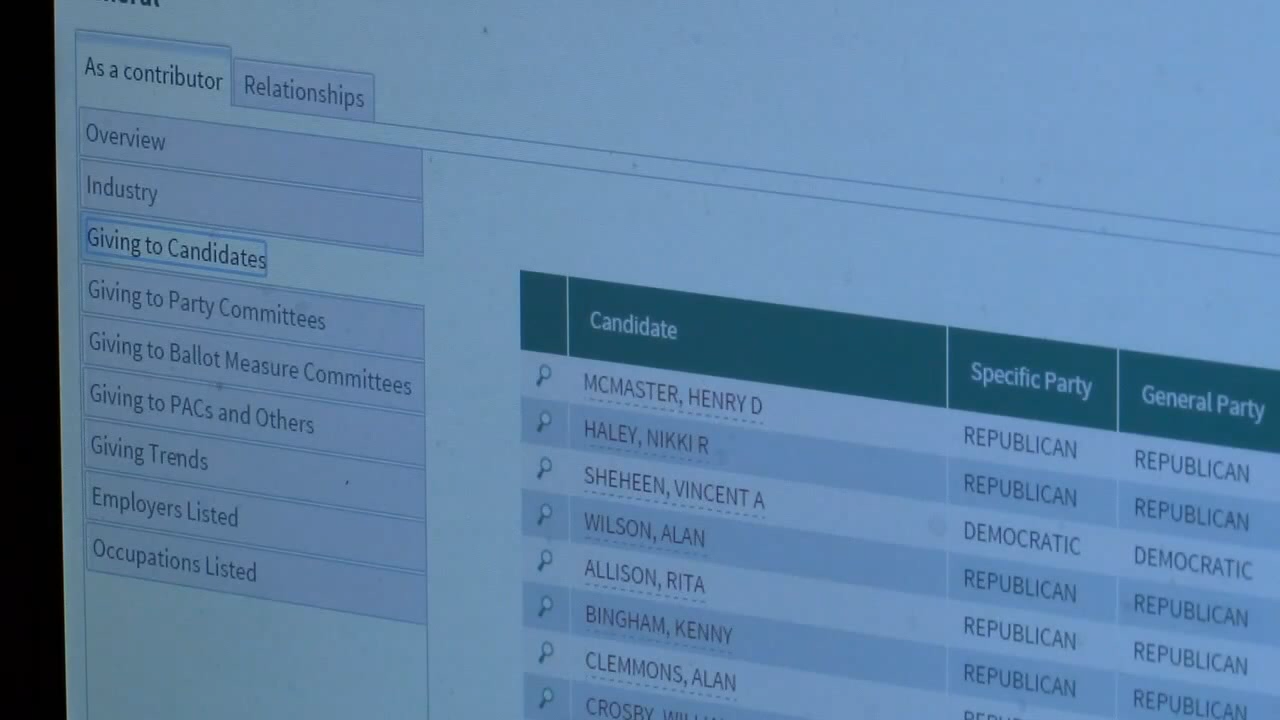 As a contributor
Relationships
Overview
Industry
Giving to Candidates
Giving to Party Committees
Giving to Ballot Measure Committees
Giving to PACs and Others
Giving Trends
Employers Listed
Occupations Listed
Candidate Specific Party General Party
MCMASTER, HENRY D REPUBLICAN REPUBLICAN
HALEY, NIKKI R REPUBLICAN REPUBLICAN
SHEHEEN, VINCENT A DEMOCRATIC DEMOCRATIC
WILSON, ALAN REPUBLICAN REPUBLICAN
ALLISON, RITA REPUBLICAN REPUBLICAN
BINGHAM, KENNY REPUBLICAN REPUBLICAN
CLEMMONS, ALAN
CROSBY,